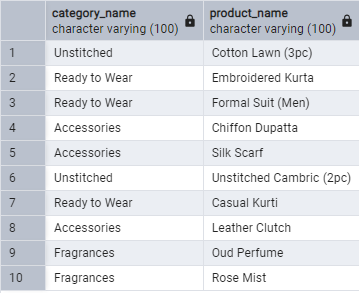 category_name product_name
character varying (100) character varying (100)
1 Unstitched Cotton Lawn (3pc)
2 Ready to Wear Embroidered Kurta
3 Ready to Wear Formal Suit (Men)
4 Accessories Chiffon Dupatta
5 Accessories Silk Scarf
6 Unstitched Unstitched Cambric (2pc)
7 Ready to Wear Casual Kurti
8 Accessories Leather Clutch
9 Fragrances Oud Perfume
10 Fragrances Rose Mist